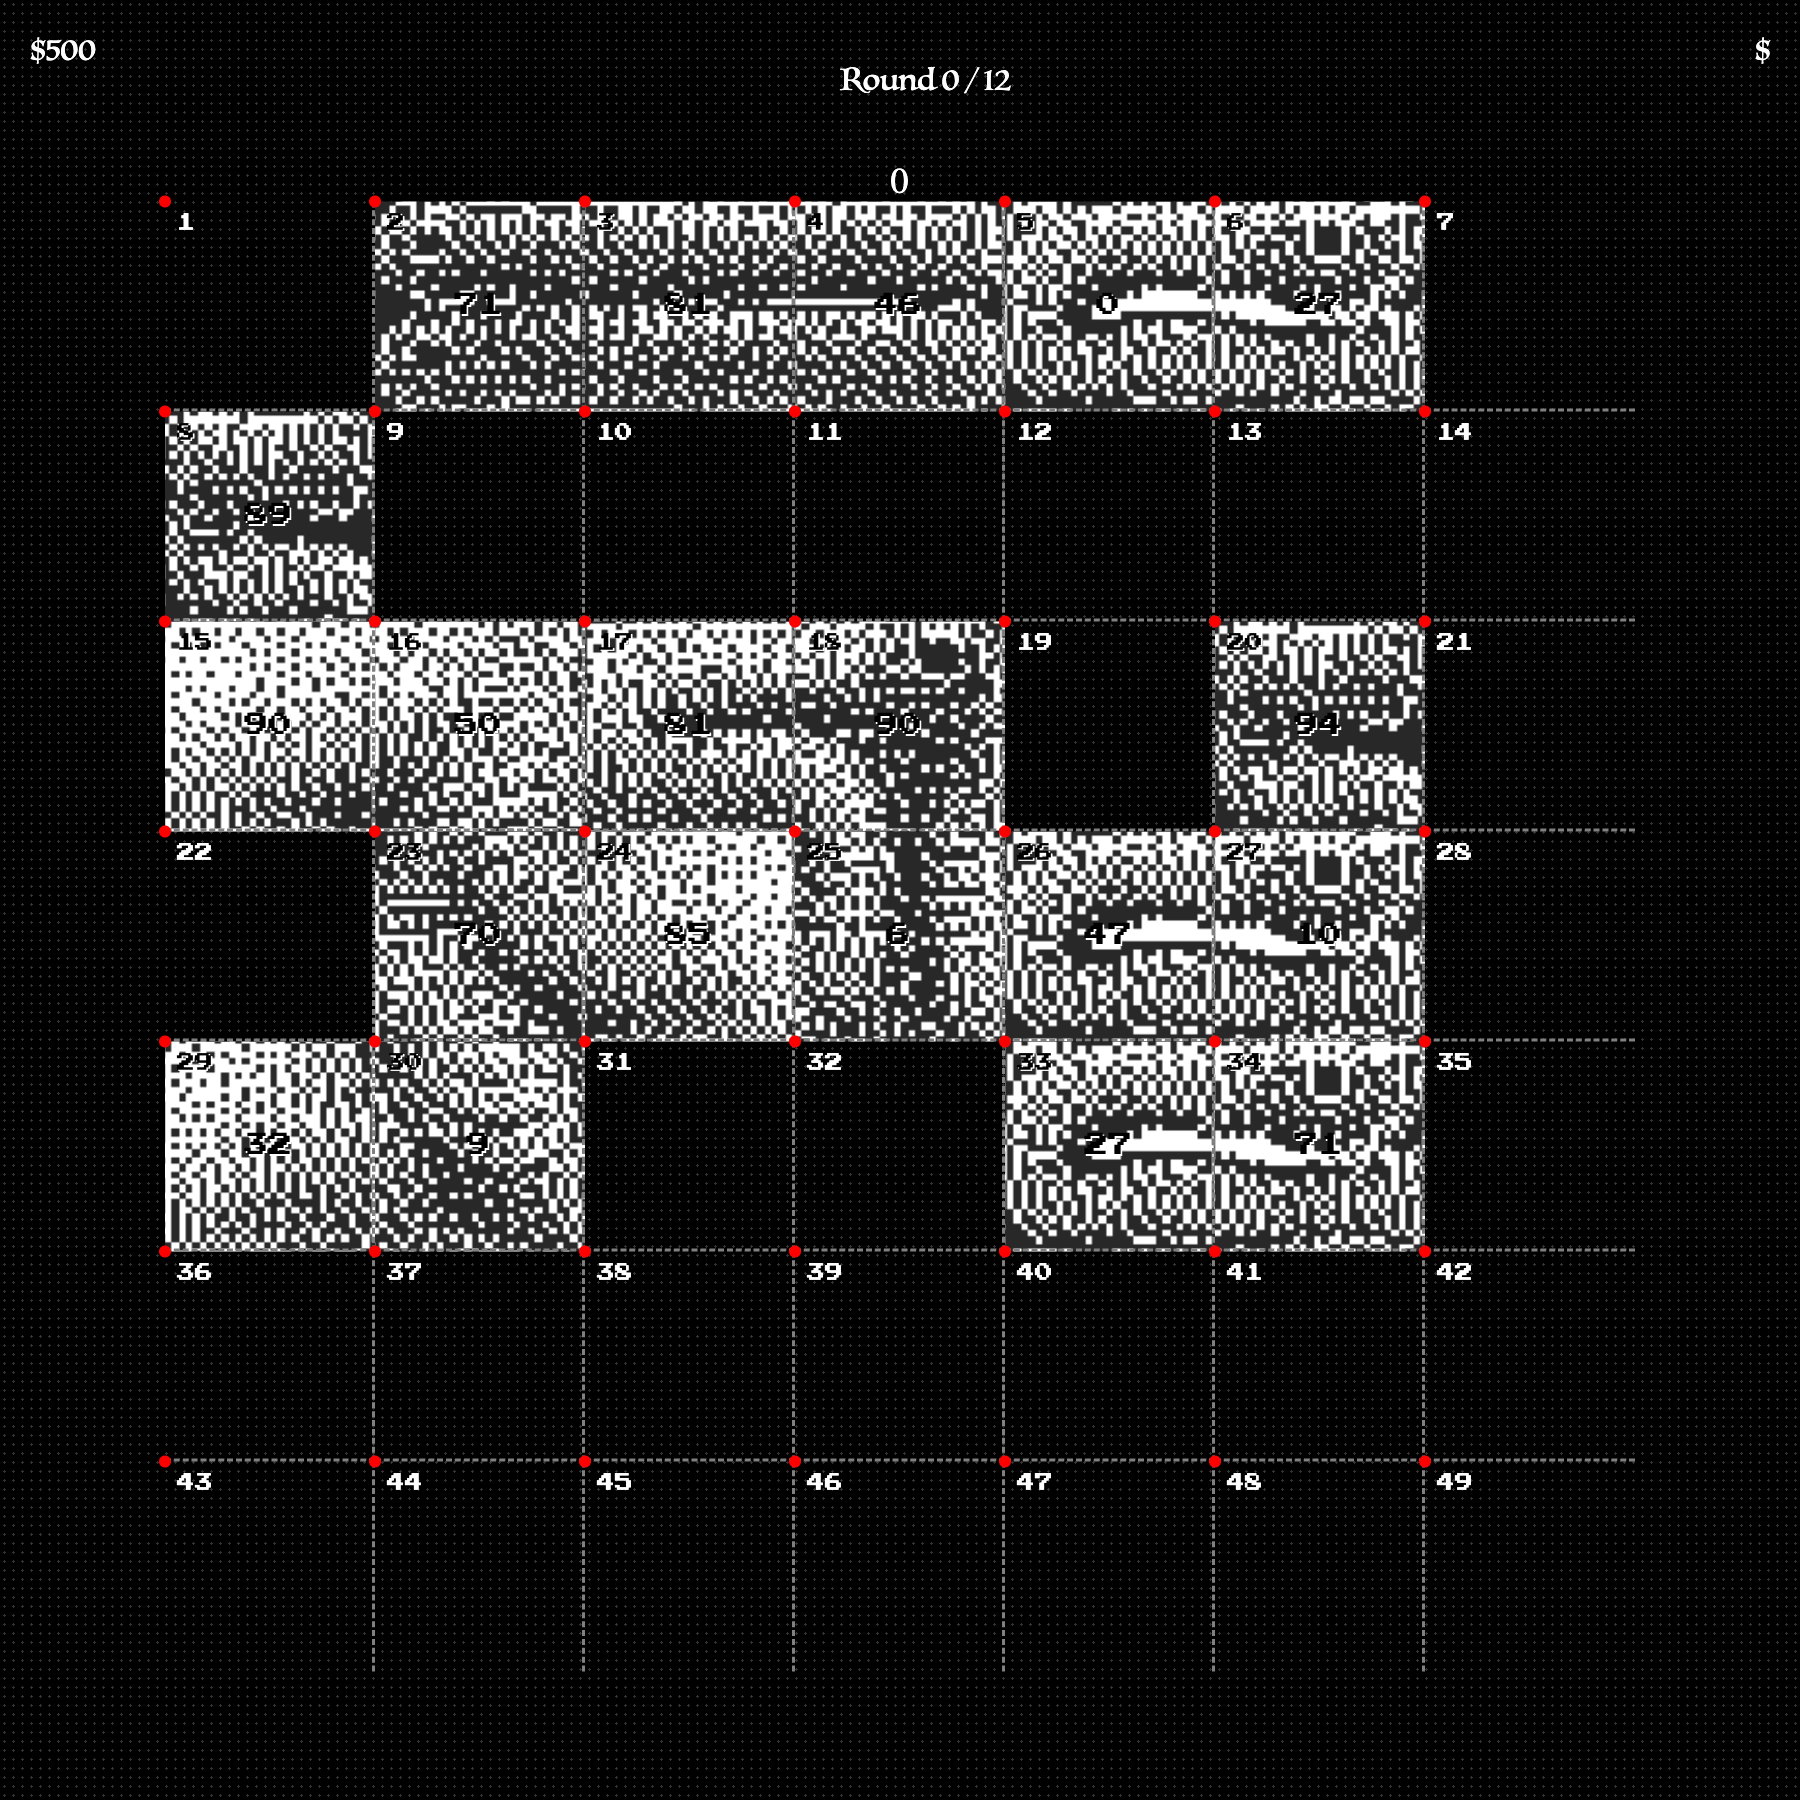 $500 $
Round 0 / 12
0
1 2 3 4 5 6 7
71 81 46 0 27
8 9 10 11 12 13 14
89
15 16 17 18 19 20 21
90 50 81 90 94
22 23 24 25 26 27 28
70 85 6 47 10
29 30 31 32 33 34 35
32 9 27 71
36 37 38 39 40 41 42
43 44 45 46 47 48 49